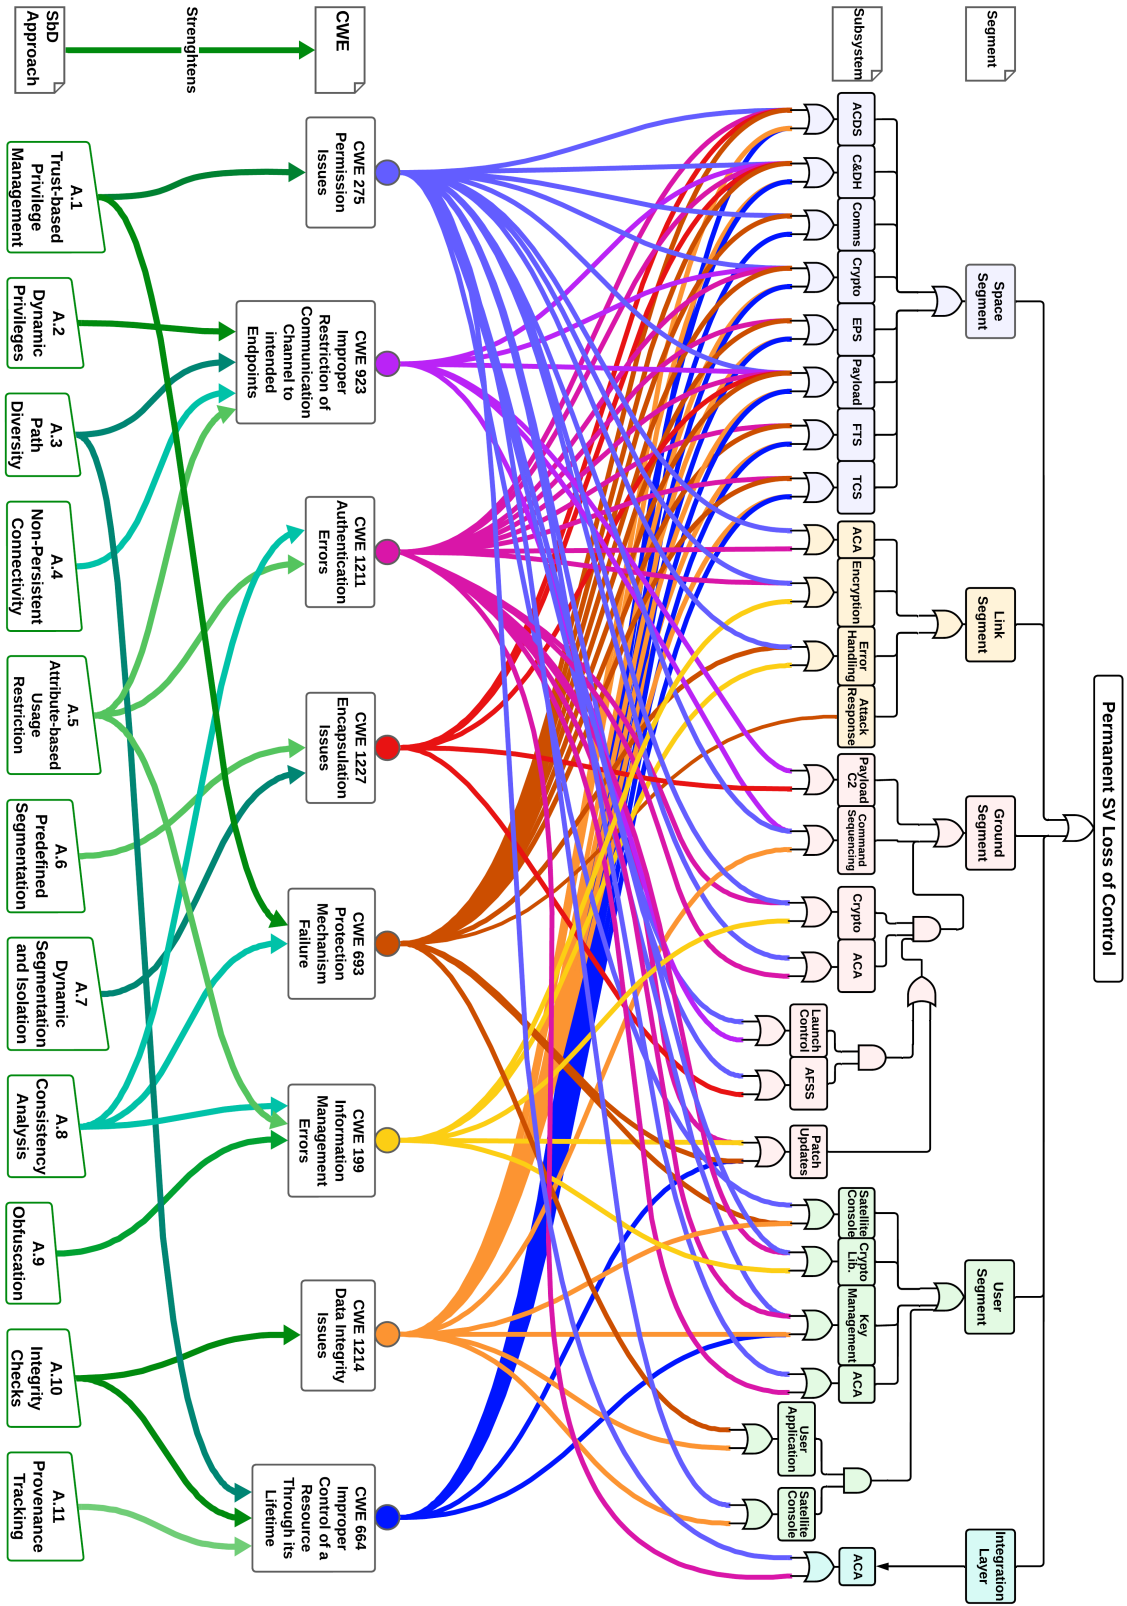 Permanent SV Loss of Control
Segment
Space
Segment
Link
Segment
Ground
Segment
User
Segment
Integration
Layer
Subsystem
ACDS
C&DH
Comms
Crypto
EPS
Payload
FTS
TCS
ACA
Encryption
Error
Handling
Attack
Response
Payload
C2
Command
Sequencing
Crypto
ACA
Launch
Control
AFSS
Patch
Updates
Satellite
Console
Crypto
Lib.
Key
Management
ACA
User
Application
Satellite
Console
ACA
CWE
CWE 275
Permission
Issues
CWE 923
Improper
Restriction of
Communication
Channel to
intended
Endpoints
CWE 1211
Authentication
Errors
CWE 1227
Encapsulation
Issues
CWE 693
Protection
Mechanism
Failure
CWE 199
Information
Management
Errors
CWE 1214
Data Integrity
Issues
CWE 664
Improper
Control of a
Resource
Through its
Lifetime
Strenghtens
SbD
Approach
A.1
Trust-based
Privilege
Management
A.2
Dynamic
Privileges
A.3
Path
Diversity
A.4
Non-Persistent
Connectivity
A.5
Attribute-based
Usage
Restriction
A.6
Predefined
Segmentation
A.7
Dynamic
Segmentation
and Isolation
A.8
Consistency
Analysis
A.9
Obfuscation
A.10
Integrity
Checks
A.11
Provenance
Tracking